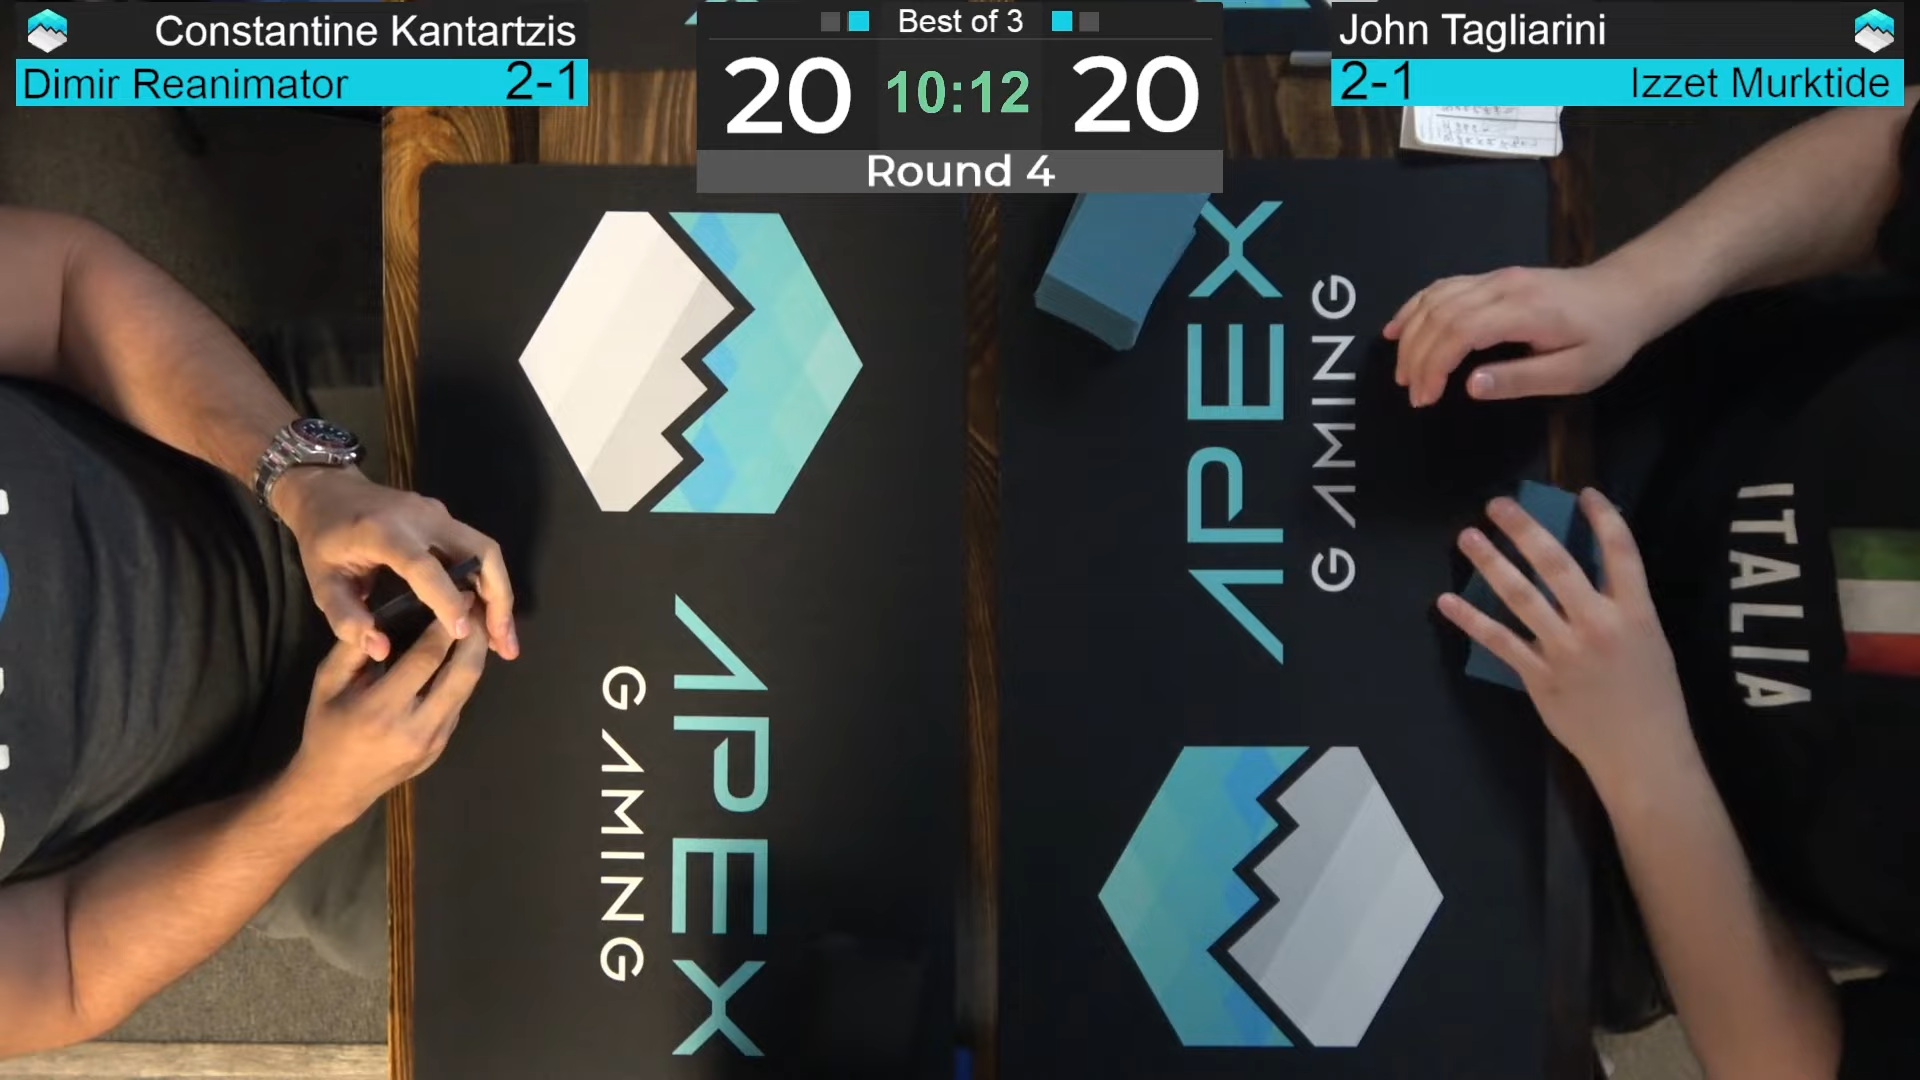 Constantine Kantartzis
Dimir Reanimator 2-1
Best of 3
20 10:12 20
Round 4
John Tagliarini
2-1 Izzet Murktide
APEX
GAMING
APEX
GAMING
ITALIA